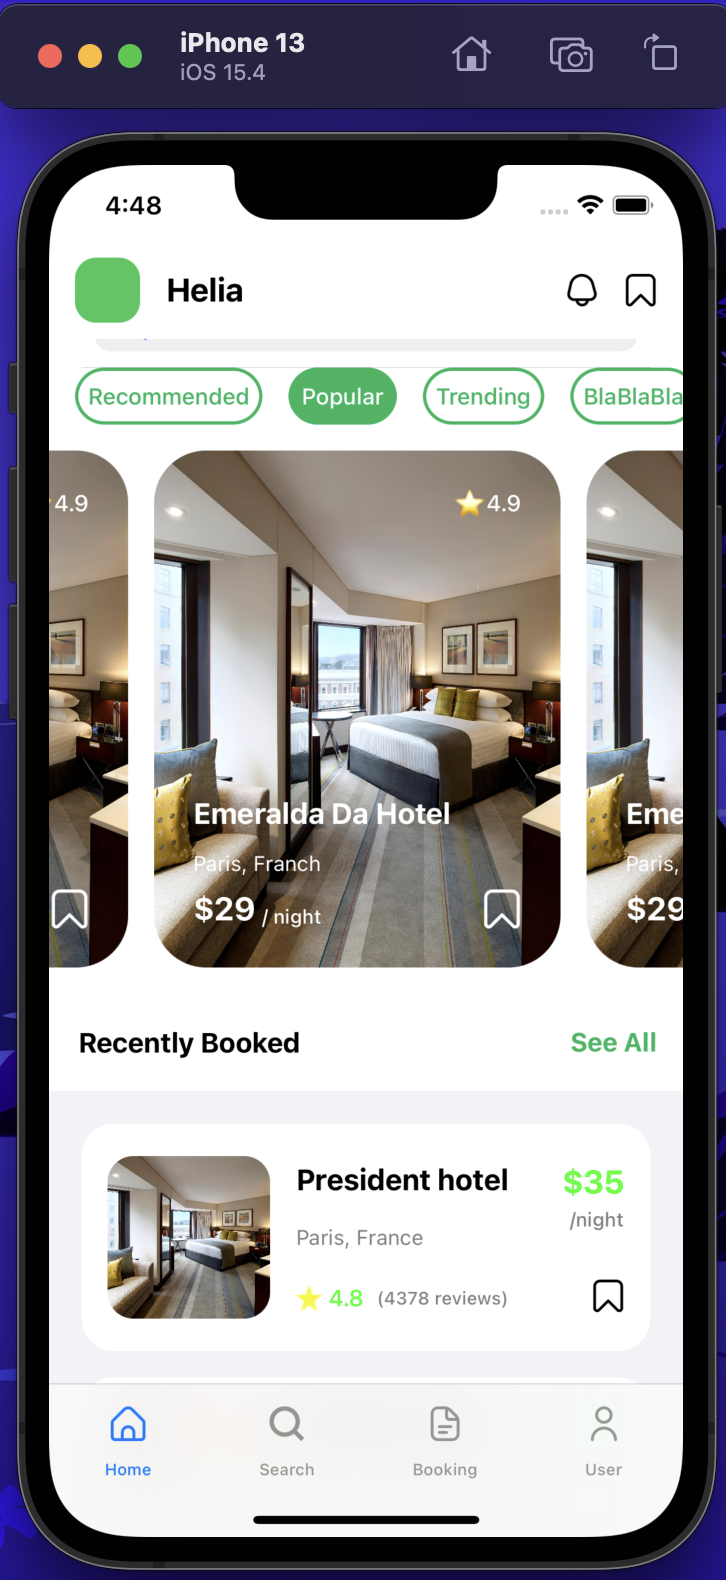 iPhone 13
iOS 15.4
4:48
Helia
Recommended Popular Trending BlaBlaBla
4.9
4.9
Emeralda Da Hotel
Paris, Franch
$29 / night
Eme
Paris,
$29
Recently Booked See All
President hotel $35
/night
Paris, France
4.8 (4378 reviews)
Home Search Booking User